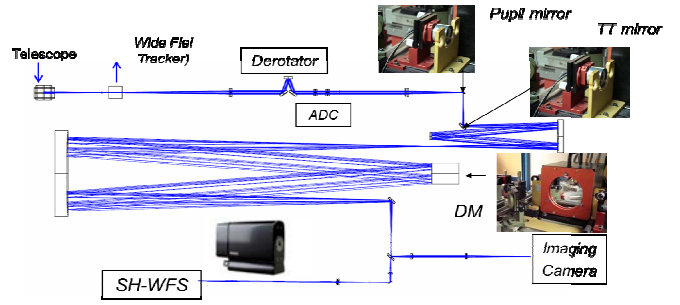 Pupil mirror
TT mirror
Telescope
Wide Fiel
Tracker)
Derotator
ADC
DM
Imaging
Camera
SH-WFS